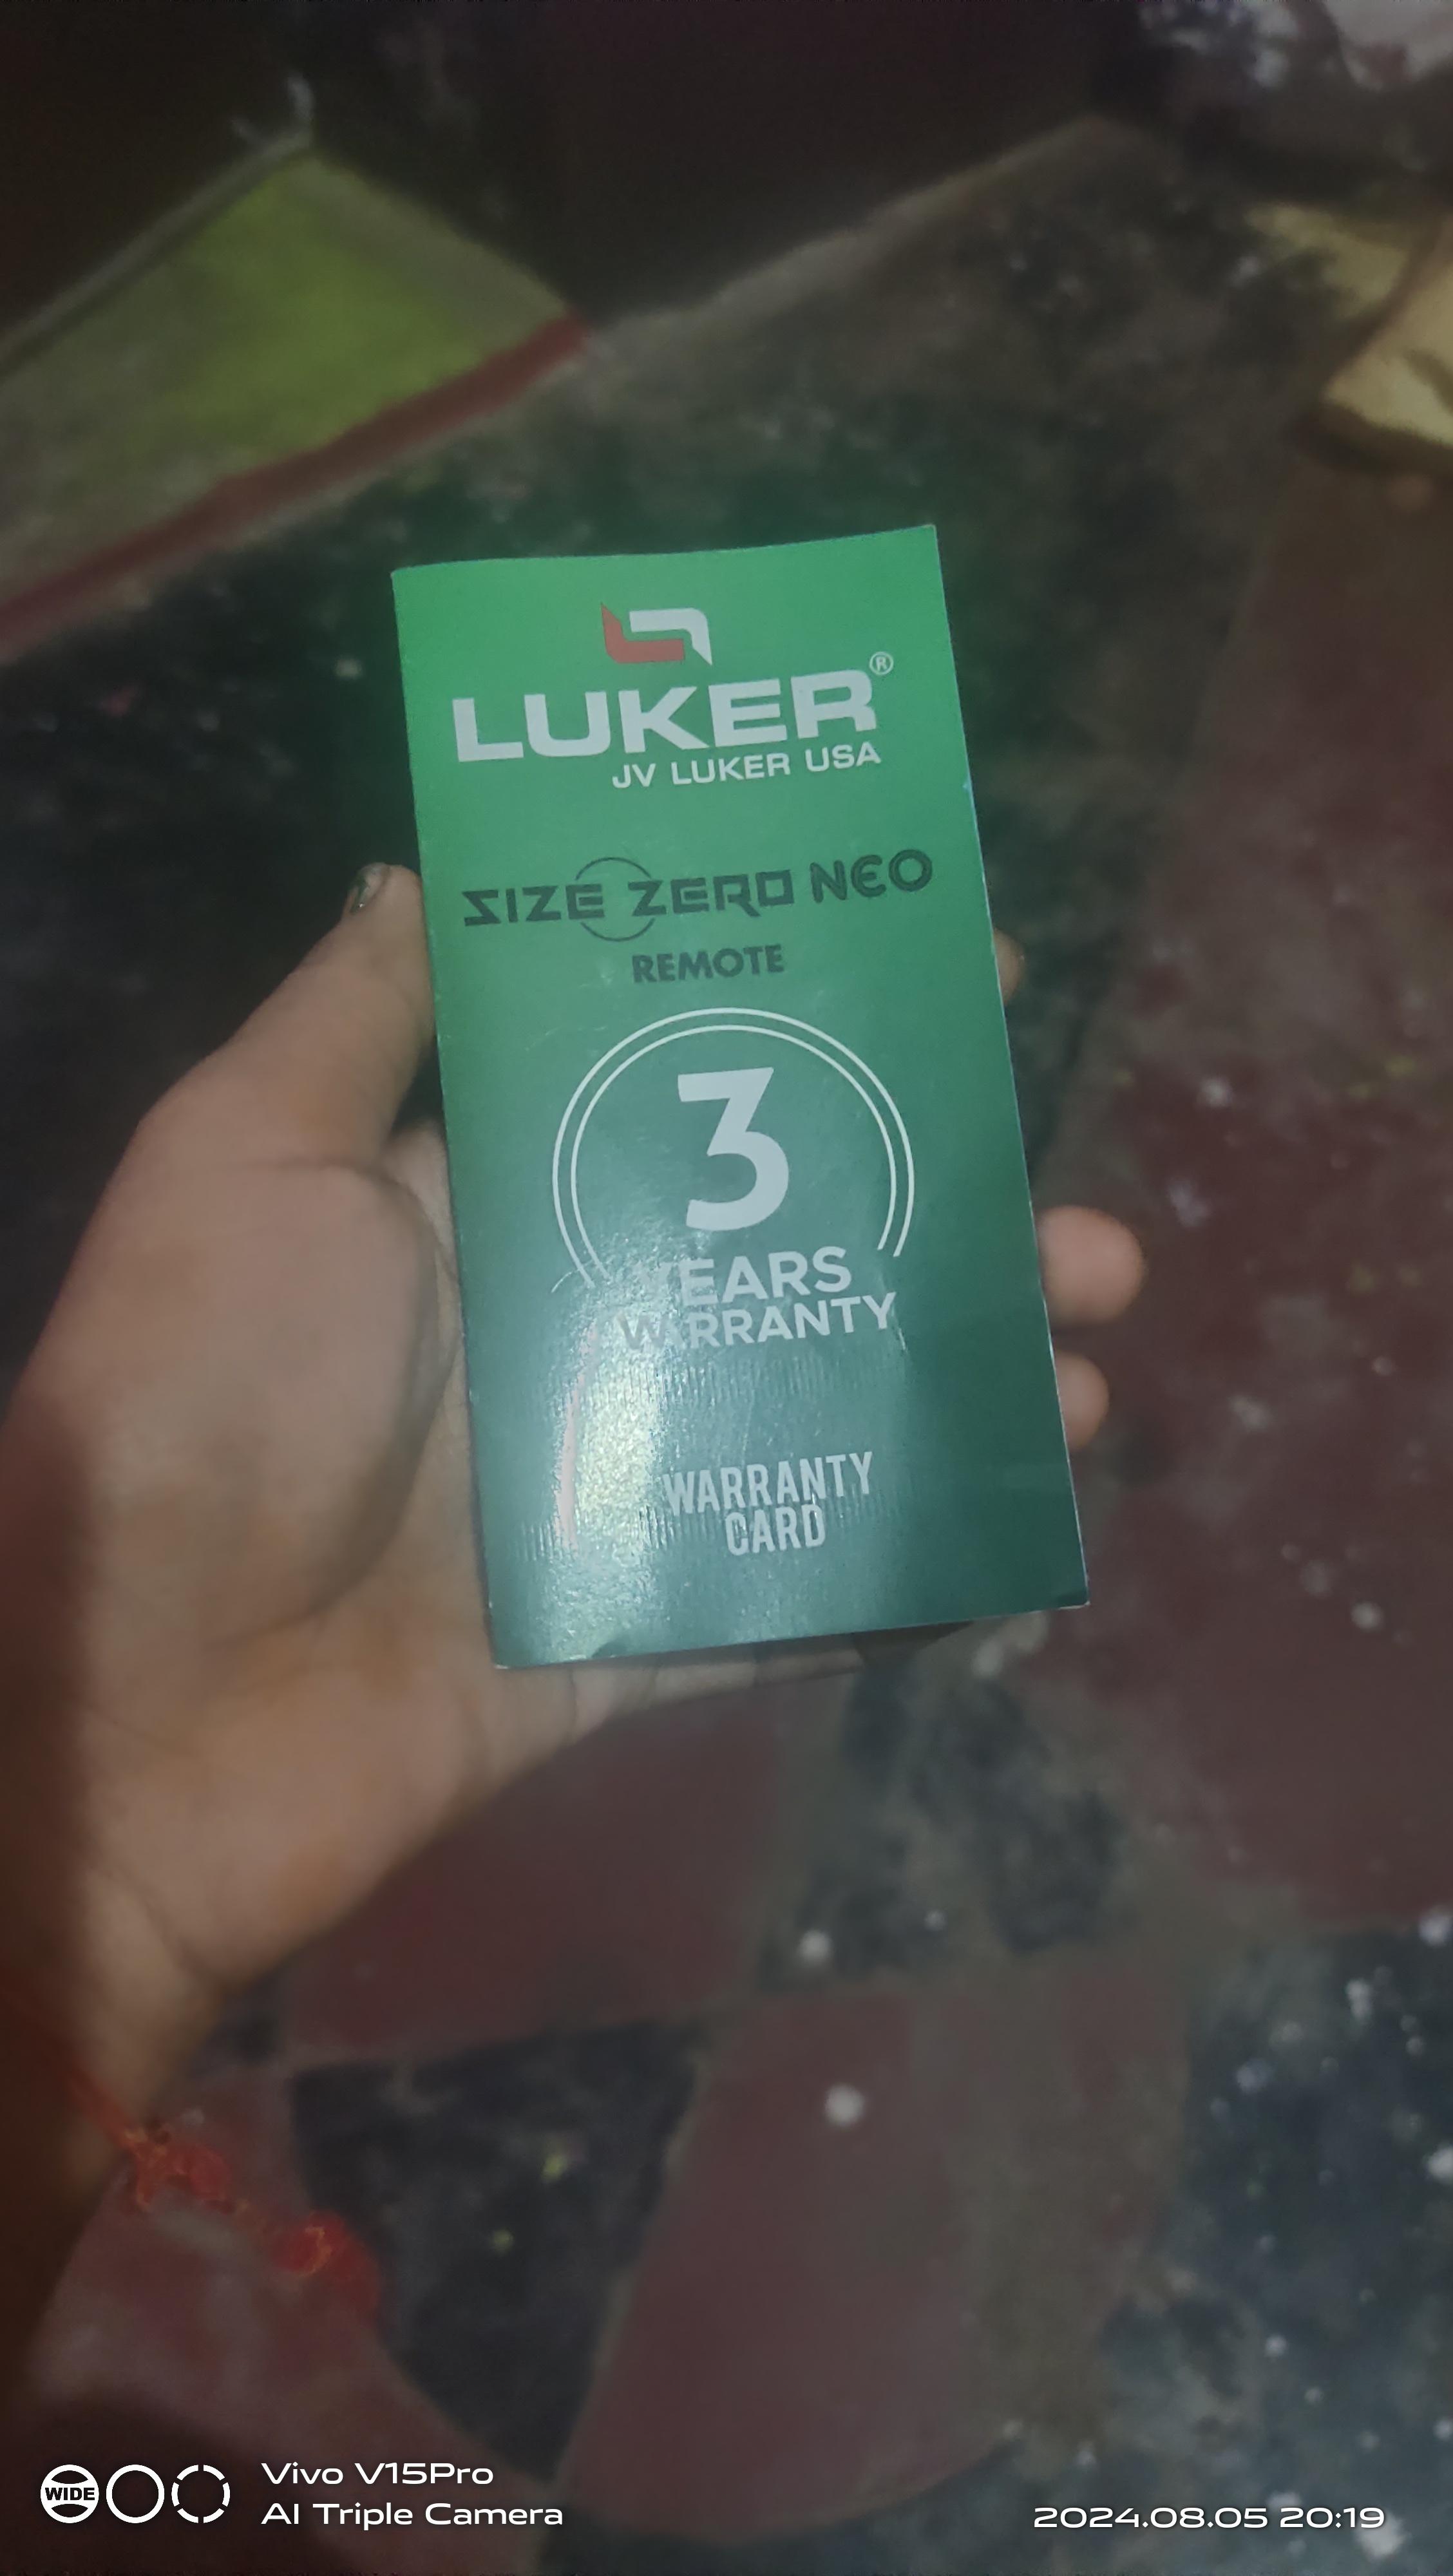 LUKER®
JV LUKER USA
SIZE ZERO NEO
REMOTE
3
YEARS
WARRANTY
WARRANTY
CARD
WIDE
Vivo V15Pro
AI Triple Camera
2024.08.05 20:19